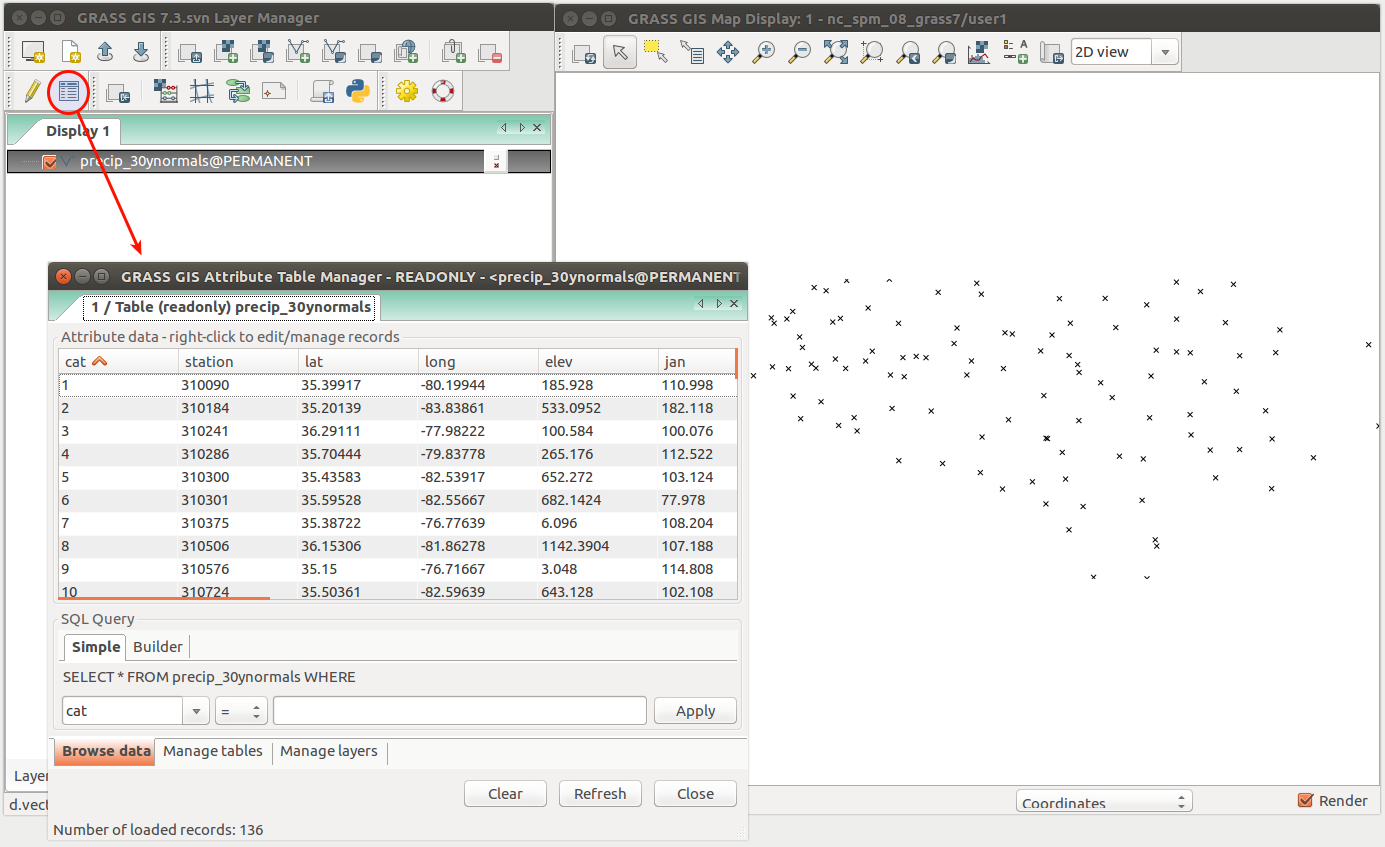 GRASS GIS 7.3.svn Layer Manager
GRASS GIS Map Display: 1 - nc_spm_08_grass7/user1
2D view
Display 1
precip_30ynormals@PERMANENT
GRASS GIS Attribute Table Manager - READONLY - <precip_30ynormals@PERMANENT
1 / Table (readonly) precip_30ynormals
Attribute data - right-click to edit/manage records
cat station lat long elev jan
1 310090 35.39917 -80.19944 185.928 110.998
2 310184 35.20139 -83.83861 533.0952 182.118
3 310241 36.29111 -77.98222 100.584 100.076
4 310286 35.70444 -79.83778 265.176 112.522
5 310300 35.43583 -82.53917 652.272 103.124
6 310301 35.59528 -82.55667 682.1424 77.978
7 310375 35.38722 -76.77639 6.096 108.204
8 310506 36.15306 -81.86278 1142.3904 107.188
9 310576 35.15 -76.71667 3.048 114.808
10 310724 35.50361 -82.59639 643.128 102.108
SQL Query
Simple Builder
SELECT * FROM precip_30ynormals WHERE
cat = Apply
Browse data Manage tables Manage layers
Layer
Clear Refresh Close
d.vect
Coordinates Render
Number of loaded records: 136